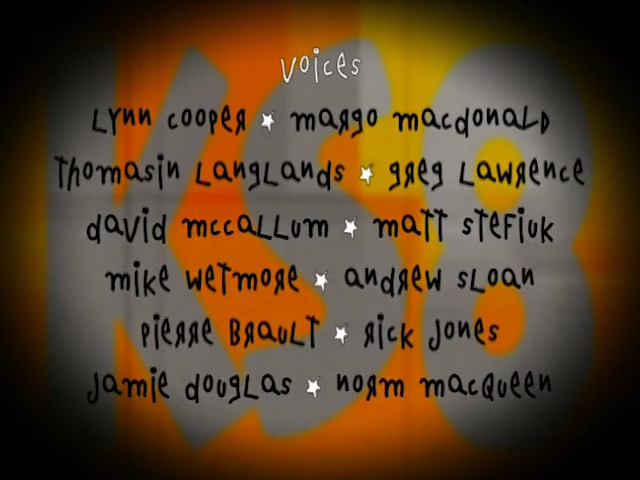 Voices
Lynn Cooper ★ Margo MacDonald
Thomasin Langlands ★ Greg Lawrence
David McCallum ★ Matt Stefiuk
Mike Wetmore ★ Andrew Sloan
Pierre Brault ★ Rick Jones
Jamie Douglas ★ Norm MacQueen
KS8